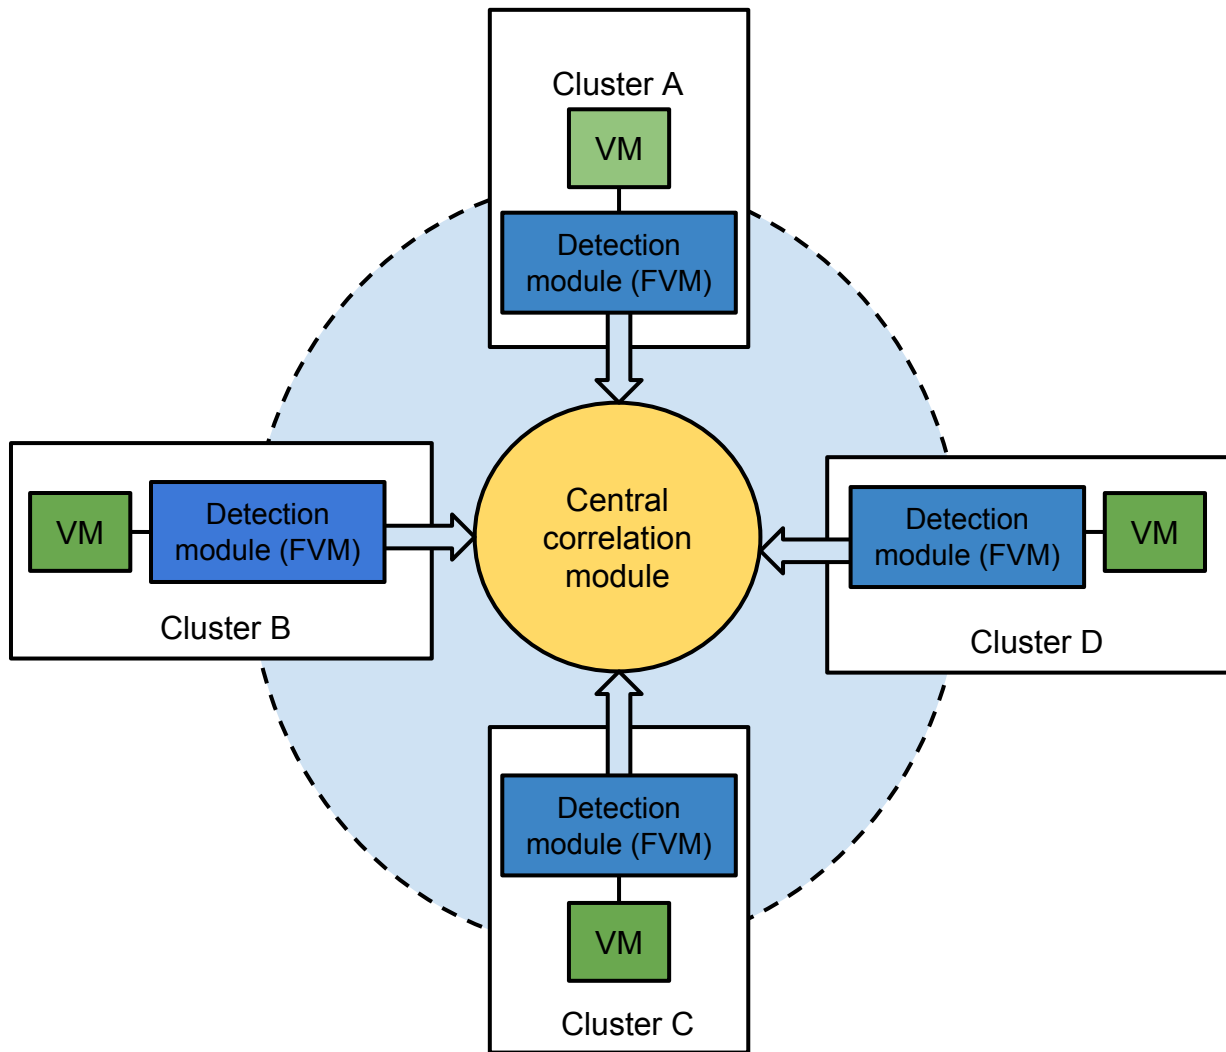 Cluster A
VM
Detection
module (FVM)
VM
Detection
module (FVM)
Cluster B
Central
correlation
module
Detection
module (FVM)
VM
Cluster D
Detection
module (FVM)
VM
Cluster C